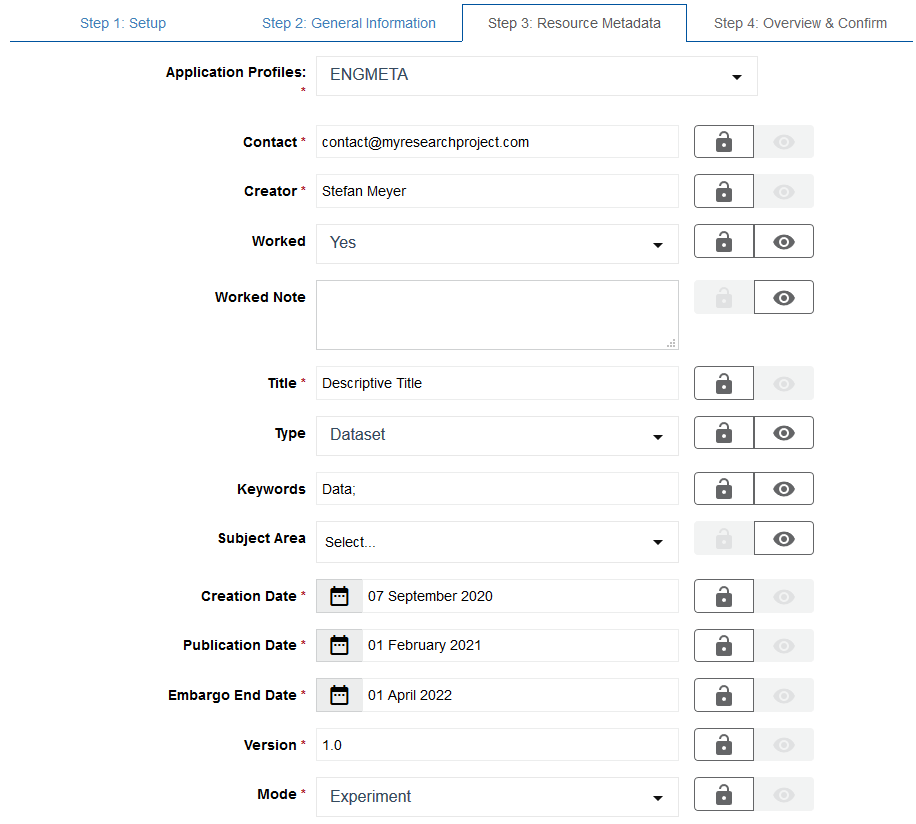 Step 1: Setup Step 2: General Information Step 3: Resource Metadata Step 4: Overview & Confirm
Application Profiles: ENGMETA
*
Contact * contact@myresearchproject.com
Creator * Stefan Meyer
Worked Yes
Worked Note
Title * Descriptive Title
Type Dataset
Keywords Data;
Subject Area Select...
Creation Date * 07 September 2020
Publication Date * 01 February 2021
Embargo End Date * 01 April 2022
Version * 1.0
Mode * Experiment